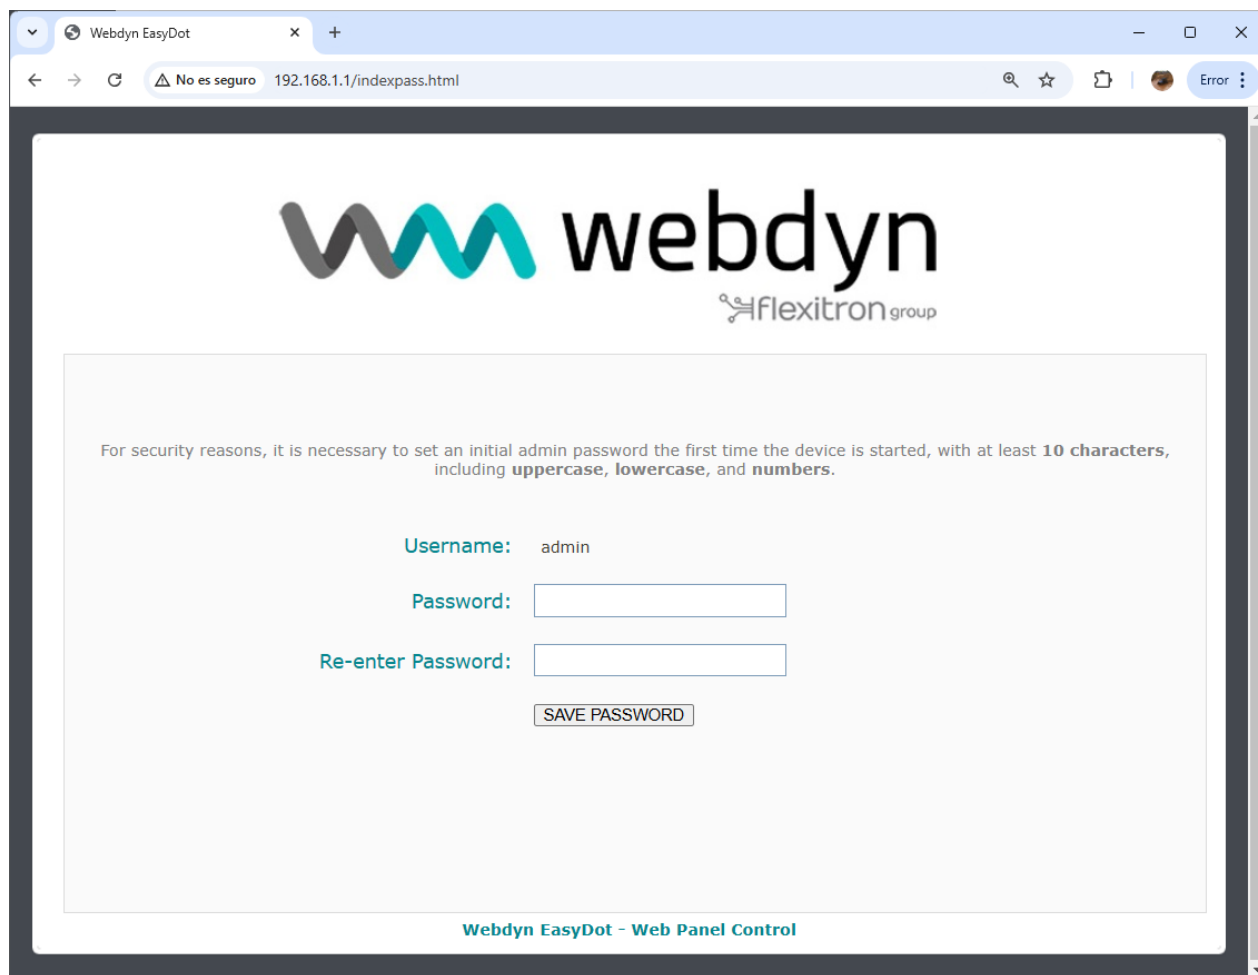 Webdyn EasyDot
No es seguro 192.168.1.1/indexpass.html Error
webdyn
flexitron group
For security reasons, it is necessary to set an initial admin password the first time the device is started, with at least 10 characters,
including uppercase, lowercase, and numbers.
Username: admin
Password:
Re-enter Password:
SAVE PASSWORD
Webdyn EasyDot - Web Panel Control